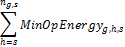 n_{g,s}
∑ MinOpEnergy_{g,h,s}
h=s